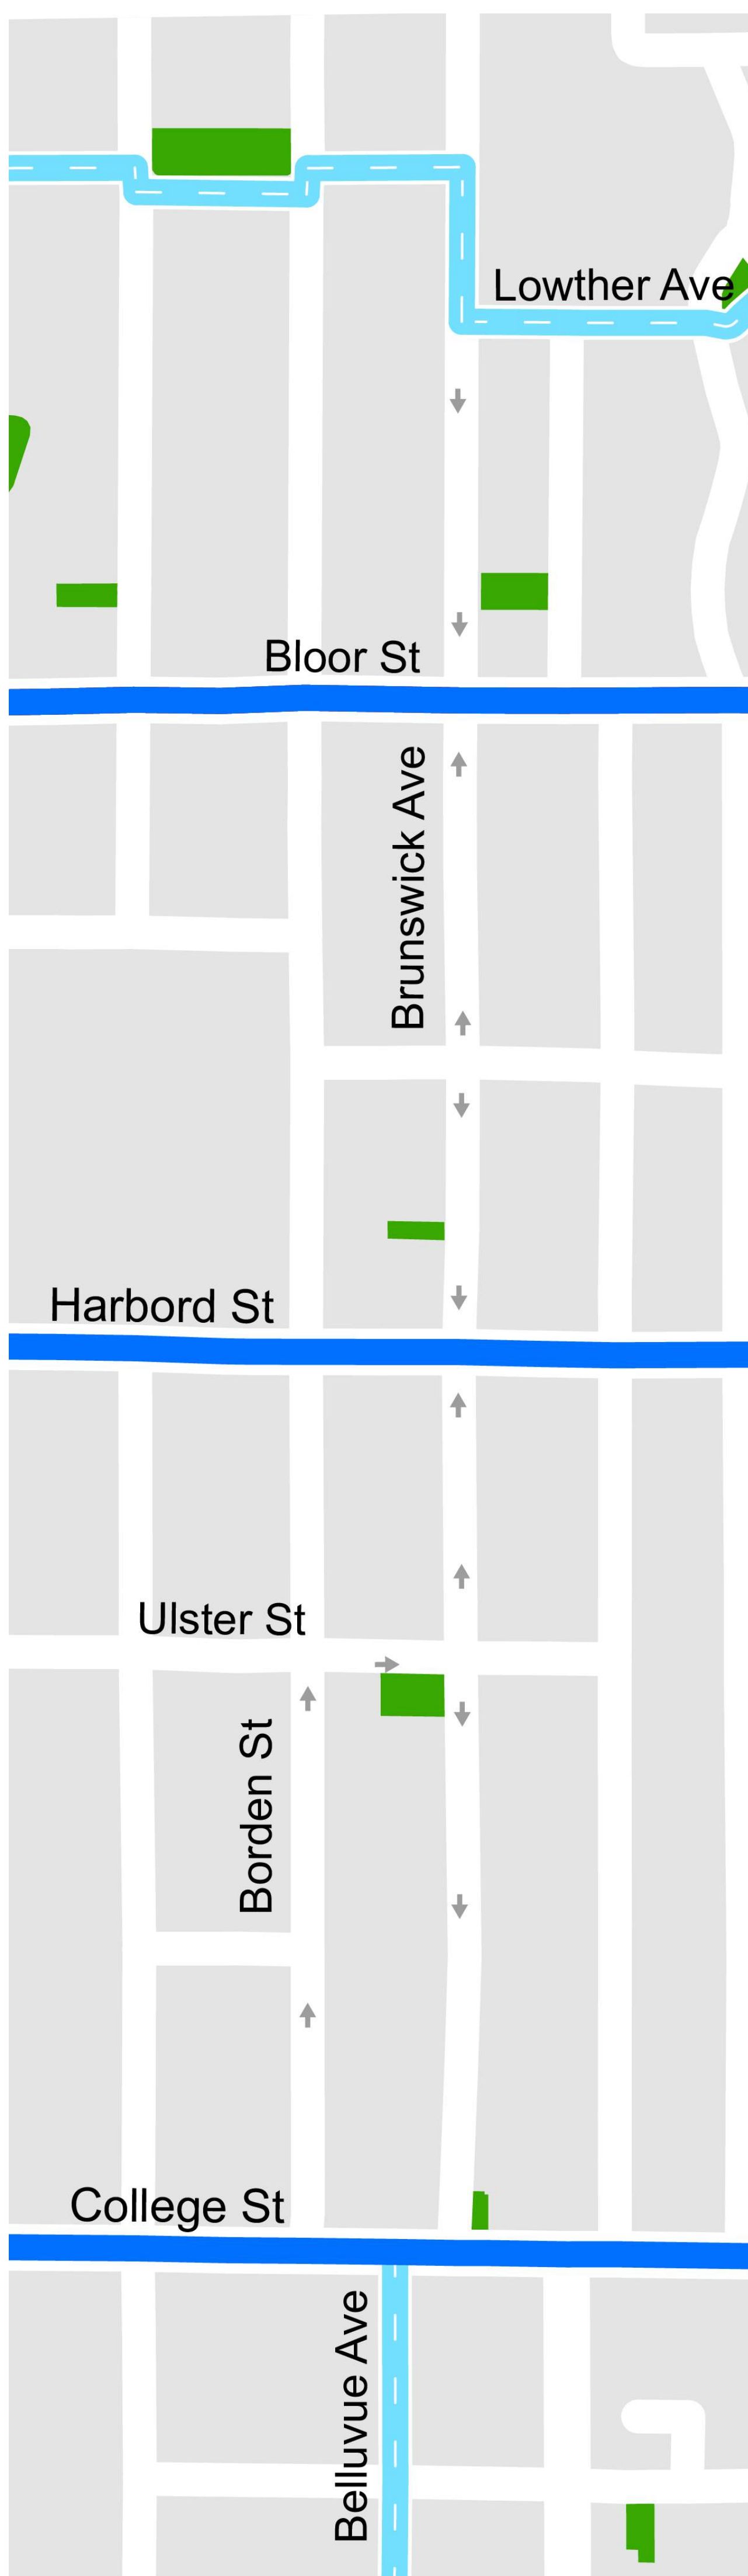 Lowther Ave
Bloor St
Brunswick Ave
Harbord St
Ulster St
Borden St
College St
Belluvue Ave